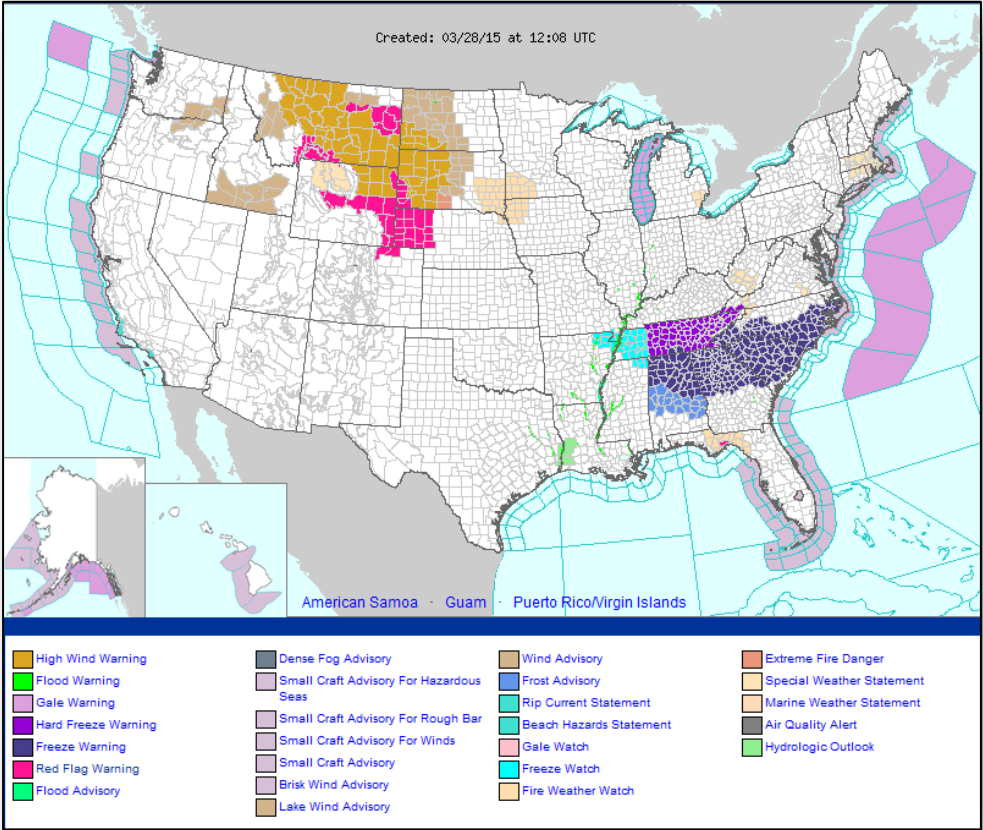 Created: 03/28/15 at 12:08 UTC
American Samoa · Guam · Puerto Rico/Virgin Islands
High Wind Warning
Flood Warning
Gale Warning
Hard Freeze Warning
Freeze Warning
Red Flag Warning
Flood Advisory
Dense Fog Advisory
Small Craft Advisory For Hazardous
Seas
Small Craft Advisory For Rough Bar
Small Craft Advisory For Winds
Small Craft Advisory
Brisk Wind Advisory
Lake Wind Advisory
Wind Advisory
Frost Advisory
Rip Current Statement
Beach Hazards Statement
Gale Watch
Freeze Watch
Fire Weather Watch
Extreme Fire Danger
Special Weather Statement
Marine Weather Statement
Air Quality Alert
Hydrologic Outlook